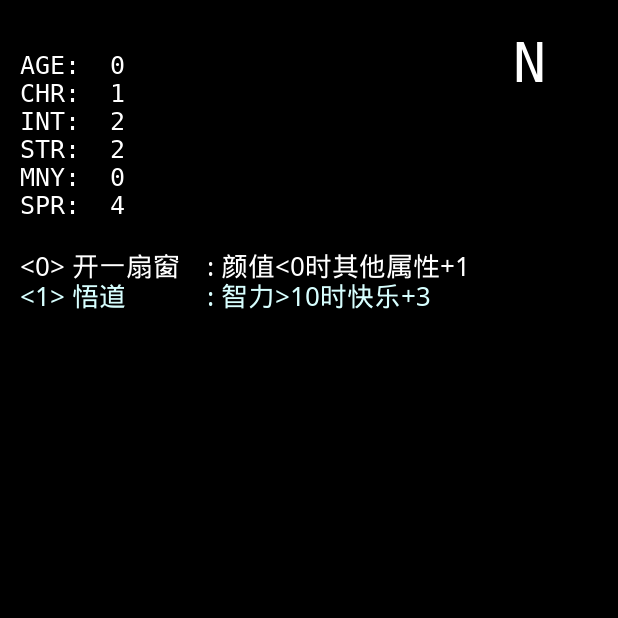 N
AGE: 0
CHR: 1
INT: 2
STR: 2
MNY: 0
SPR: 4
<0> 开一扇窗 : 颜值<0时其他属性+1
<1> 悟道 : 智力>10时快乐+3